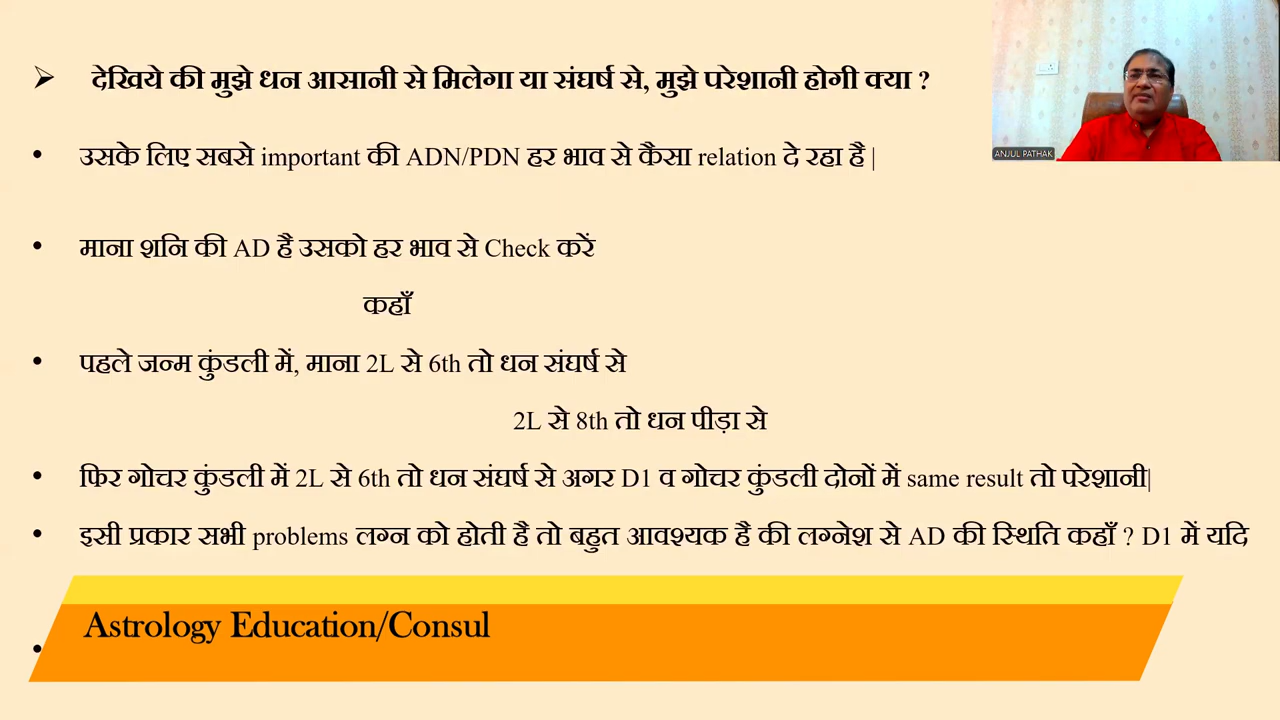 ➢ देखिये की मुझे धन आसानी से मिलेगा या संघर्ष से, मुझे परेशानी होगी क्या ?
ANJUL PATHAK
• उसके लिए सबसे important की ADN/PDN हर भाव से कैसा relation दे रहा है |
• माना शनि की AD है उसको हर भाव से Check करें
कहाँ
• पहले जन्म कुंडली में, माना 2L से 6th तो धन संघर्ष से
2L से 8th तो धन पीड़ा से
• फिर गोचर कुंडली में 2L से 6th तो धन संघर्ष से अगर D1 व गोचर कुंडली दोनों में same result तो परेशानी|
• इसी प्रकार सभी problems लग्न को होती है तो बहुत आवश्यक है की लग्नेश से AD की स्थिति कहाँ ? D1 में यदि
Astrology Education/Consul